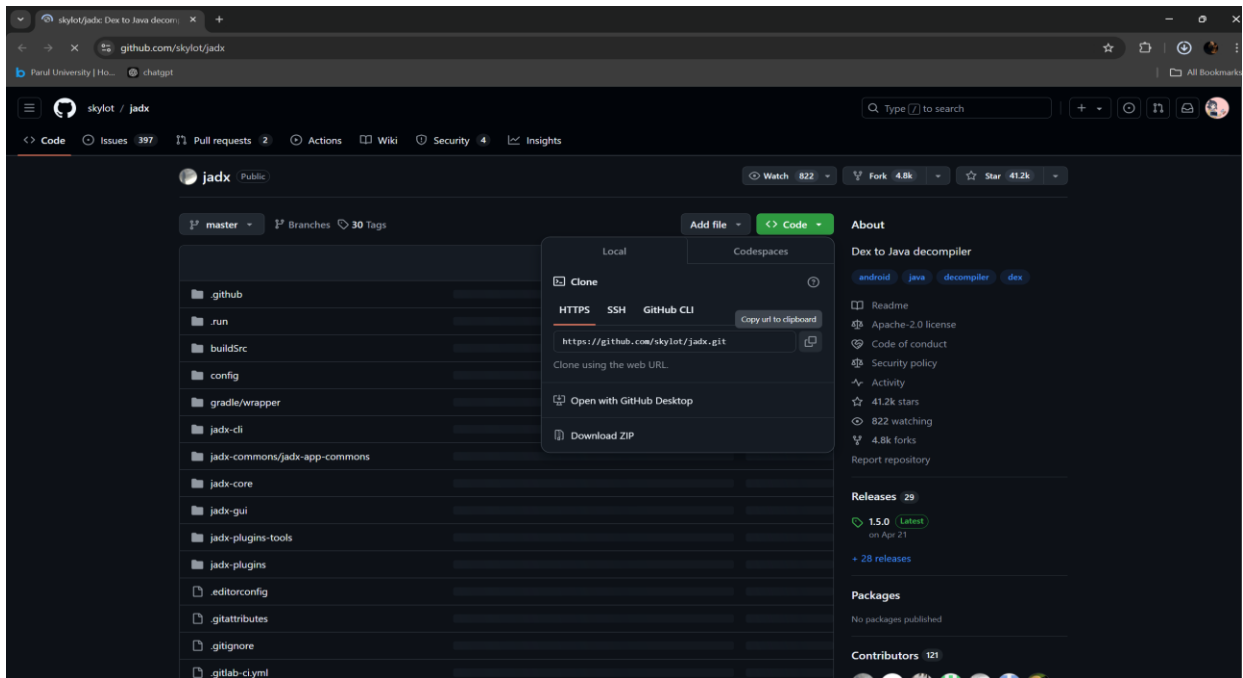 skylot/jadx: Dex to Java decom
github.com/skylot/jadx
Parul University | Ho... chatgpt All Bookmarks
skylot / jadx Type / to search
Code Issues 397 Pull requests 2 Actions Wiki Security 4 Insights
jadx Public Watch 822 Fork 4.8k Star 41.2k
master Branches 30 Tags Add file Code
Local Codespaces
Clone
HTTPS SSH GitHub CLI
Copy url to clipboard
https://github.com/skylot/jadx.git
Clone using the web URL.
Open with GitHub Desktop
Download ZIP
.github
.run
buildSrc
config
gradle/wrapper
jadx-cli
jadx-commons/jadx-app-commons
jadx-core
jadx-gui
jadx-plugins-tools
jadx-plugins
.editorconfig
.gitattributes
.gitignore
.gitlab-ci.yml
About
Dex to Java decompiler
android java decompiler dex
Readme
Apache-2.0 license
Code of conduct
Security policy
Activity
41.2k stars
822 watching
4.8k forks
Report repository
Releases 29
1.5.0 Latest
on Apr 21
+ 28 releases
Packages
No packages published
Contributors 121